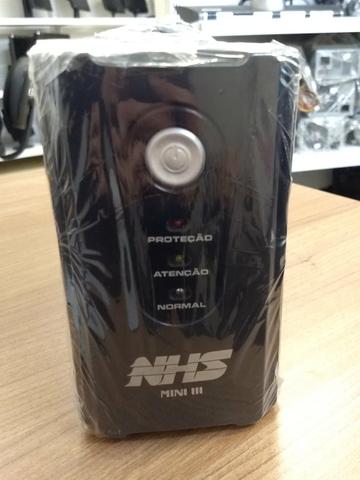 PROTEÇÃO
ATENÇÃO
NORMAL
NHS
MINI III